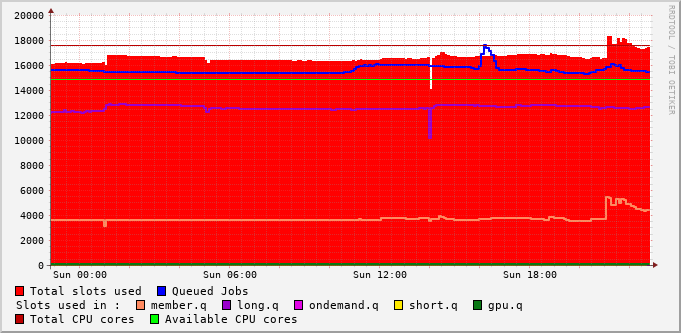 20000
18000
16000
14000
12000
10000
8000
6000
4000
2000
0
Sun 00:00 Sun 06:00 Sun 12:00 Sun 18:00
RRDTOOL / TOBI OETIKER
Total slots used Queued Jobs
Slots used in : member.q long.q ondemand.q short.q gpu.q
Total CPU cores Available CPU cores